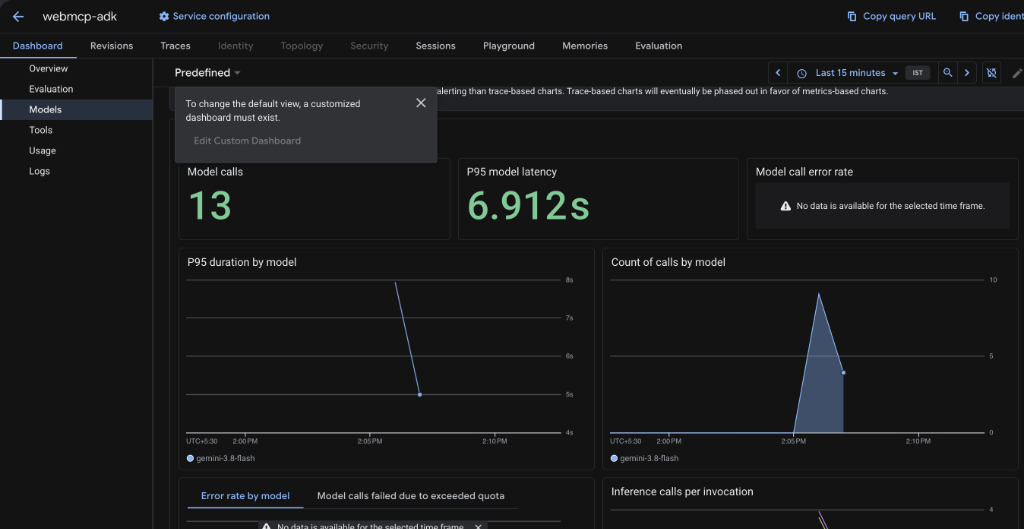 webmcp-adk
Service configuration
Copy query URL
Copy ident
Dashboard
Revisions
Traces
Identity
Topology
Security
Sessions
Playground
Memories
Evaluation
Overview
Evaluation
Models
Tools
Usage
Logs
Predefined
Last 15 minutes
IST
alerting than trace-based charts. Trace-based charts will eventually be phased out in favor of metrics-based charts.
To change the default view, a customized
dashboard must exist.
Edit Custom Dashboard
Model calls
13
P95 model latency
6.912s
Model call error rate
No data is available for the selected time frame.
P95 duration by model
8s
7s
6s
5s
4s
UTC+5:30
2:00 PM
2:05 PM
2:10 PM
gemini-3.8-flash
Count of calls by model
10
5
0
UTC+5:30
2:00 PM
2:05 PM
2:10 PM
gemini-3.8-flash
Error rate by model
Model calls failed due to exceeded quota
No data is available for the selected time frame.
Inference calls per invocation
4